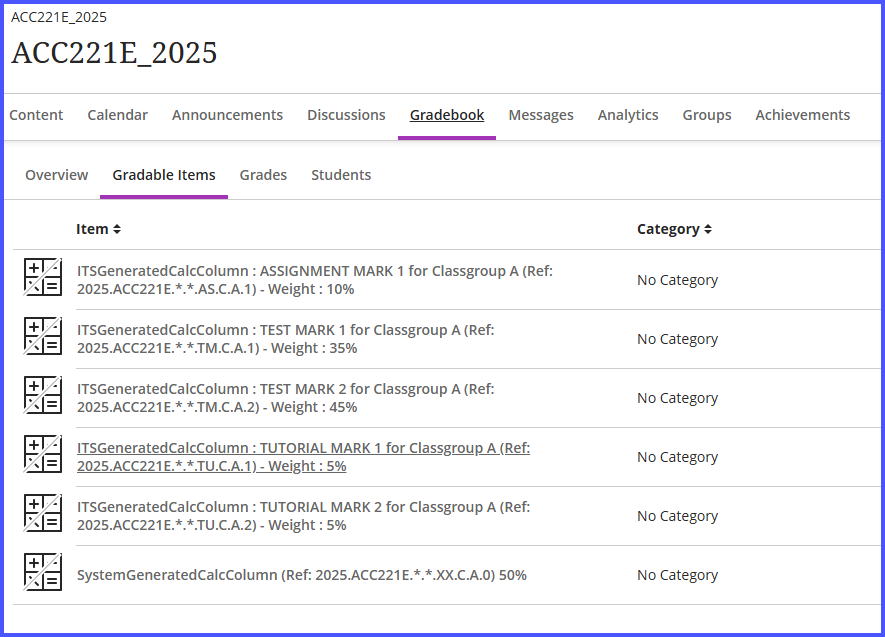 ACC221E_2025
ACC221E_2025
Content Calendar Announcements Discussions Gradebook Messages Analytics Groups Achievements
Overview Gradable Items Grades Students
Item Category
ITSGeneratedCalcColumn : ASSIGNMENT MARK 1 for Classgroup A (Ref:
2025.ACC221E.*.*.AS.C.A.1) - Weight : 10%
No Category
ITSGeneratedCalcColumn : TEST MARK 1 for Classgroup A (Ref:
2025.ACC221E.*.*.TM.C.A.1) - Weight : 35%
No Category
ITSGeneratedCalcColumn : TEST MARK 2 for Classgroup A (Ref:
2025.ACC221E.*.*.TM.C.A.2) - Weight : 45%
No Category
ITSGeneratedCalcColumn : TUTORIAL MARK 1 for Classgroup A (Ref:
2025.ACC221E.*.*.TU.C.A.1) - Weight : 5%
No Category
ITSGeneratedCalcColumn : TUTORIAL MARK 2 for Classgroup A (Ref:
2025.ACC221E.*.*.TU.C.A.2) - Weight : 5%
No Category
SystemGeneratedCalcColumn (Ref: 2025.ACC221E.*.*.XX.C.A.0) 50%
No Category